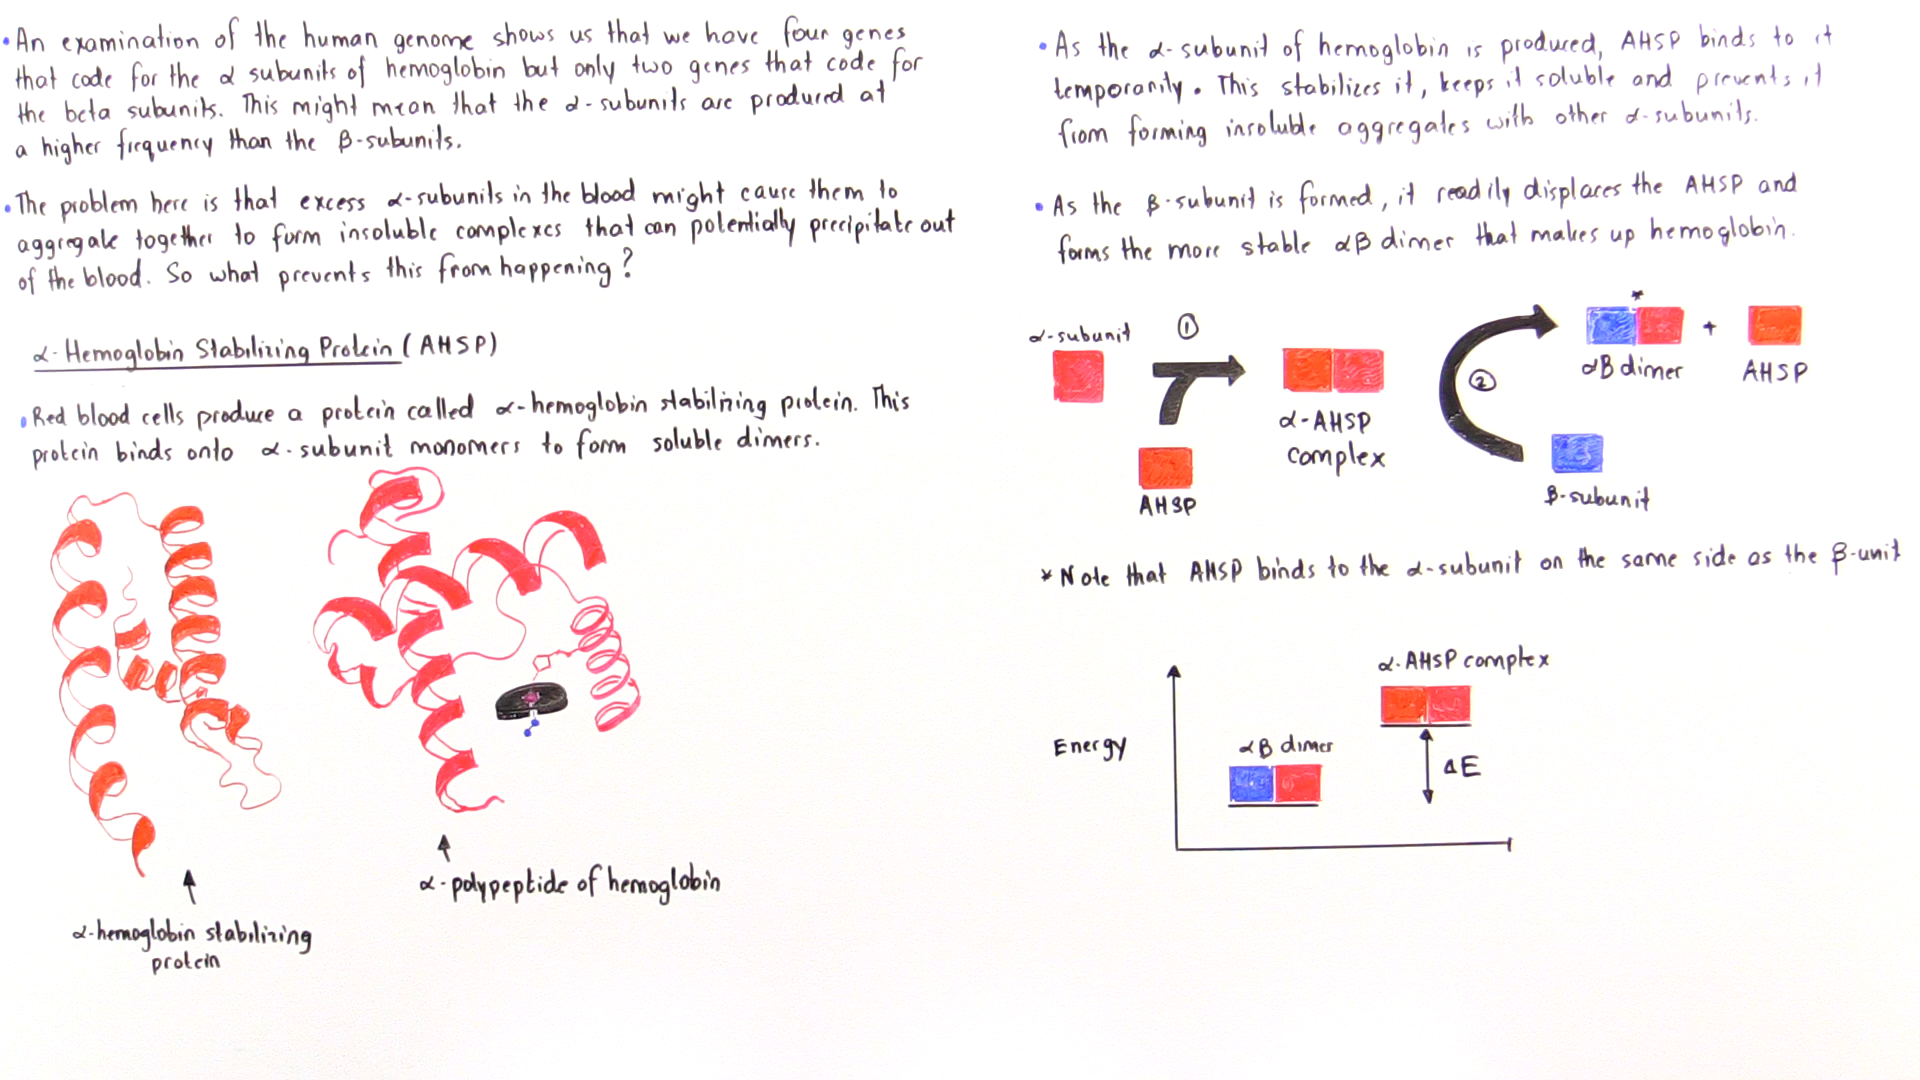 • An examination of the human genome shows us that we have four genes
that code for the α subunits of hemoglobin but only two genes that code for
the beta subunits. This might mean that the α-subunits are produred at
a higher frequency than the β-subunits.
• The problem here is that excess α-subunits in the blood might cause them to
aggregate together to form insoluble complexes that can potentially precipitate out
of the blood. So what prevents this from happening?
α-Hemoglobin Stabilizing Protein (AHSP)
• Red blood cells produce a protein called α-hemoglobin stabilizing protein. This
protein binds onto α-subunit monomers to form soluble dimers.
α-hemoglobin stabilizing
protein
α-polypeptide of hemoglobin
• As the α-subunit of hemoglobin is produced, AHSP binds to it
temporarily. This stabilizes it, keeps it soluble and prevents it
from forming insoluble aggregates with other α-subunits.
• As the β-subunit is formed, it readily displaces the AHSP and
forms the more stable αβ dimer that makes up hemoglobin.
α-subunit
①
AHSP
α-AHSP
complex
②
β-subunit
*
αβ dimer
+
AHSP
* Note that AHSP binds to the α-subunit on the same side as the β-unit
Energy
αβ dimer
α-AHSP complex
ΔE